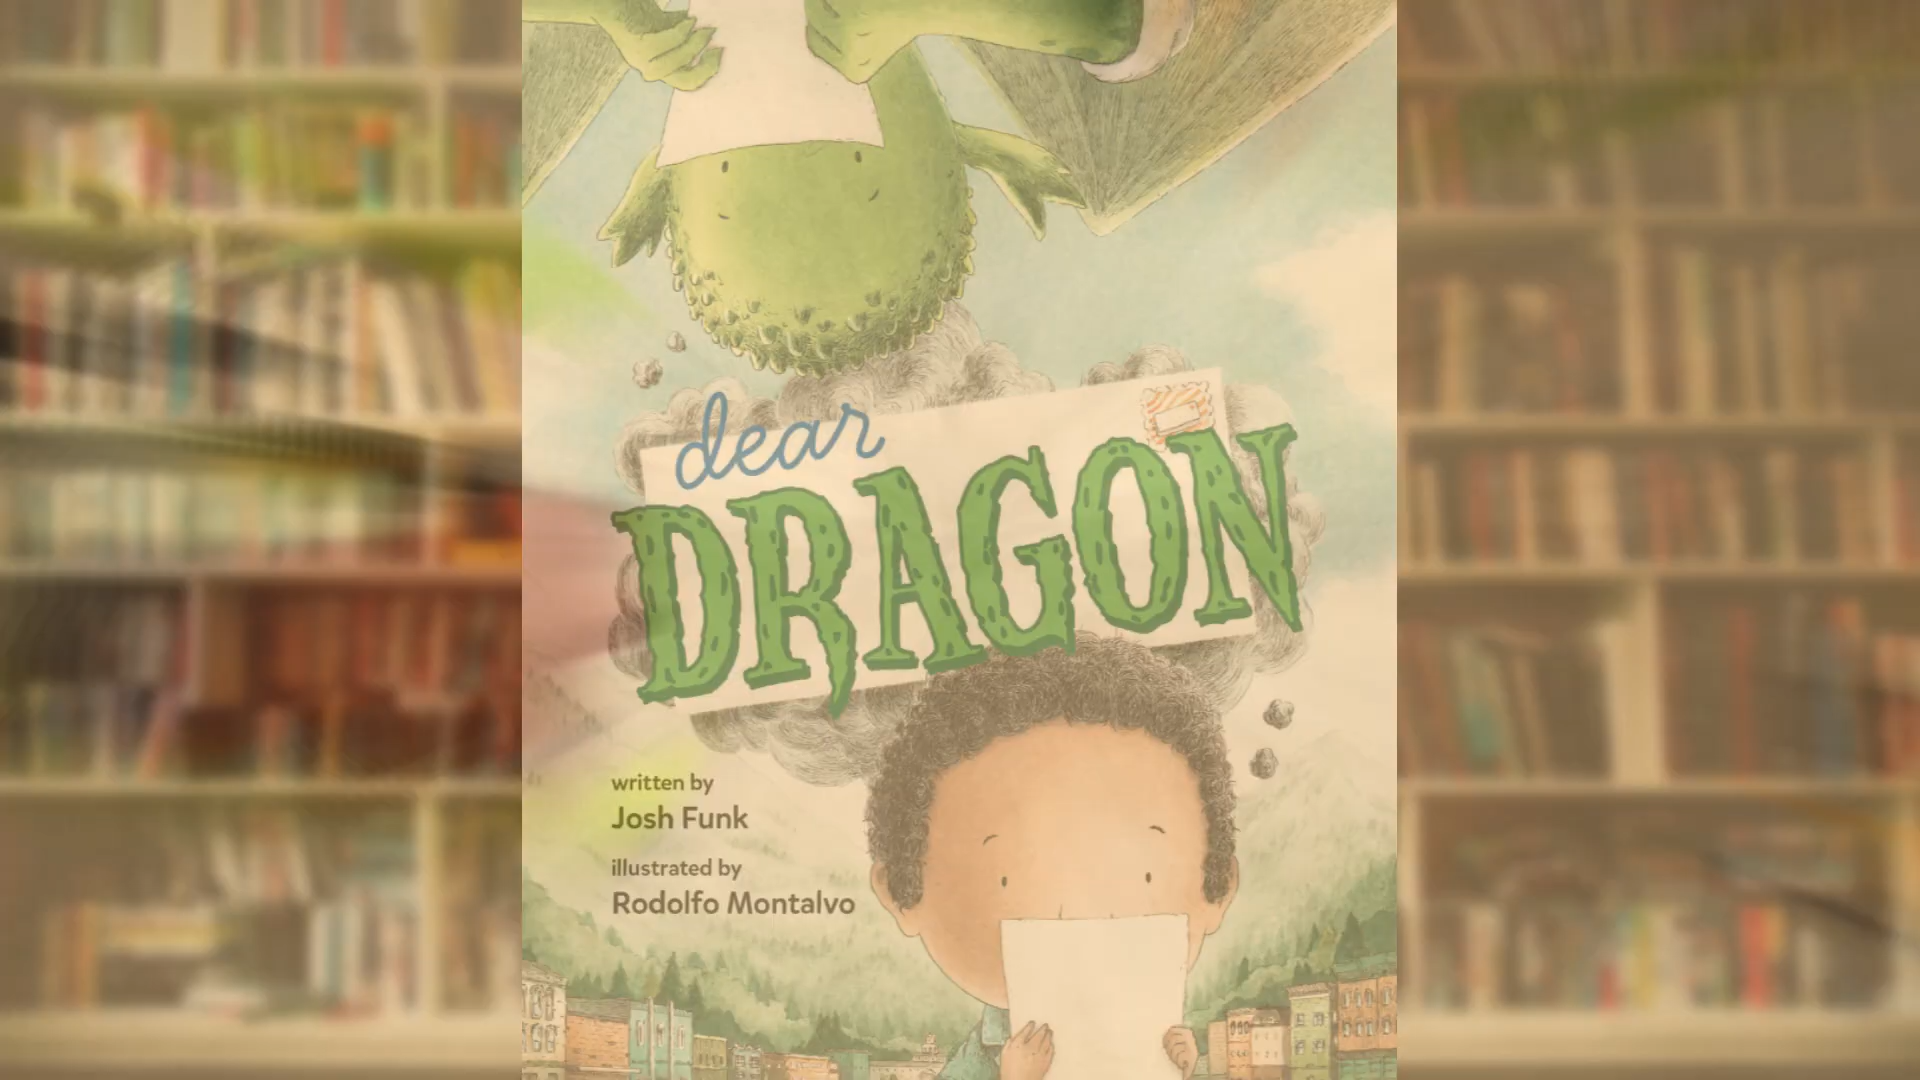 dear
DRAGON
written by
Josh Funk
illustrated by
Rodolfo Montalvo